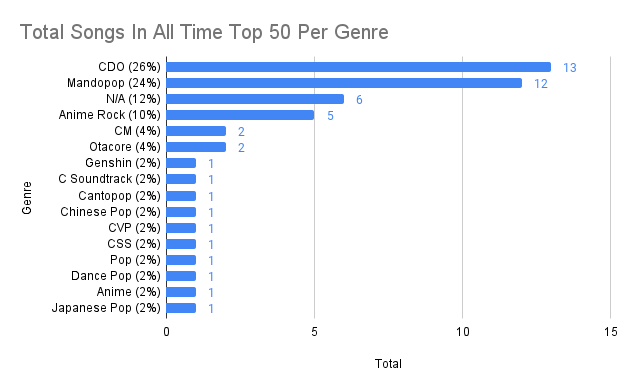 Total Songs In All Time Top 50 Per Genre
Genre
CDO (26%) 13
Mandopop (24%) 12
N/A (12%) 6
Anime Rock (10%) 5
CM (4%) 2
Otacore (4%) 2
Genshin (2%) 1
C Soundtrack (2%) 1
Cantopop (2%) 1
Chinese Pop (2%) 1
CVP (2%) 1
CSS (2%) 1
Pop (2%) 1
Dance Pop (2%) 1
Anime (2%) 1
Japanese Pop (2%) 1
0 5 10 15
Total